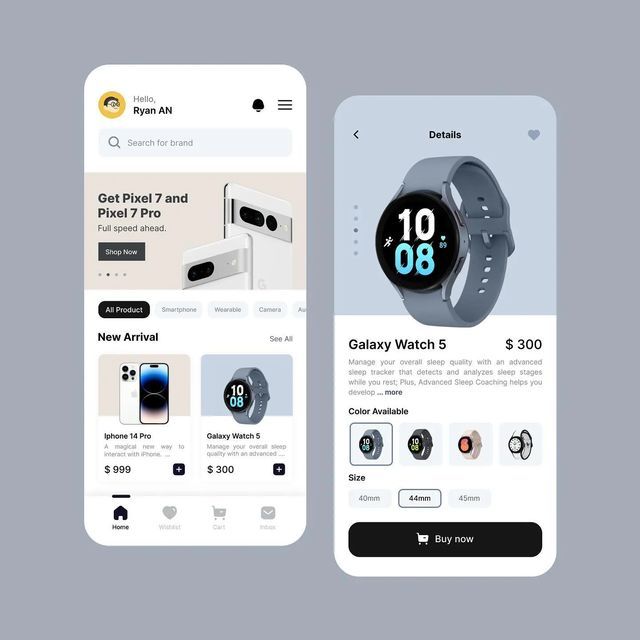 Hello,
Ryan AN
Search for brand
Get Pixel 7 and
Pixel 7 Pro
Full speed ahead.
Shop Now
All Product
Smartphone
Wearable
Camera
Au
New Arrival
See All
10
08
Iphone 14 Pro
A magical new way to
interact with iPhone. ...
$ 999
Galaxy Watch 5
Manage your overall sleep
quality with an advanced ....
$ 300
Home
Wishlist
Cart
Inbox
Details
10
08
89
Galaxy Watch 5
$ 300
Manage your overall sleep quality with an advanced
sleep tracker that detects and analyzes sleep stages
while you rest; Plus, Advanced Sleep Coaching helps you
develop ... more
Color Available
Size
40mm
44mm
45mm
Buy now